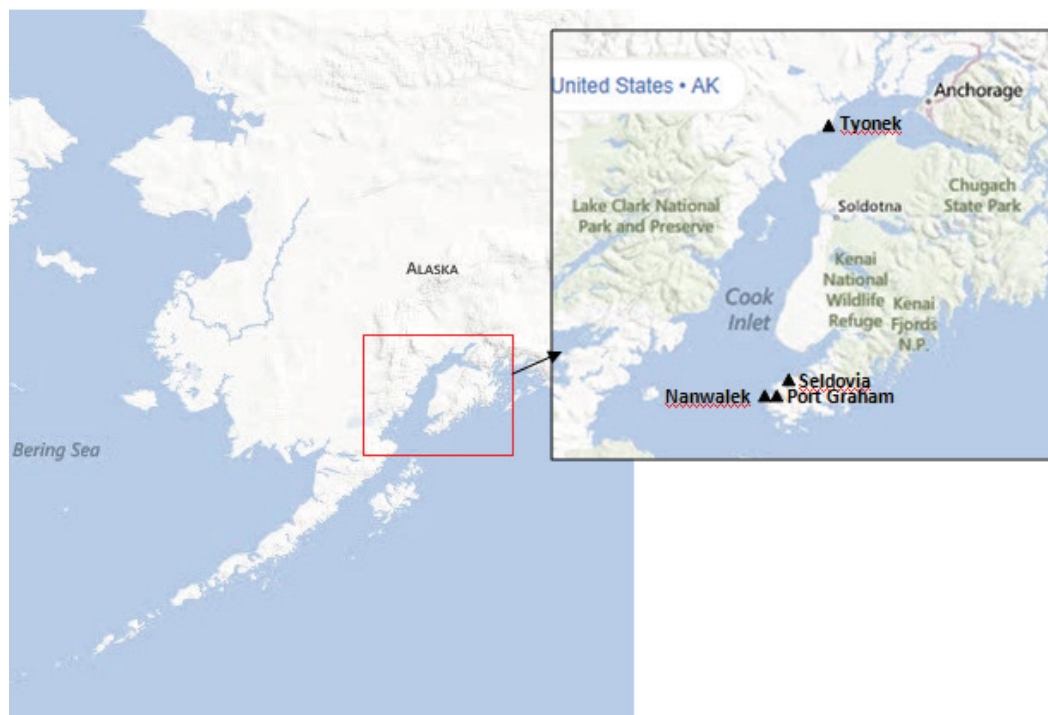 ALASKA
Bering Sea
United States • AK
Anchorage
Tyonek
Lake Clark National
Park and Preserve
Soldotna
Chugach
State Park
Kenai
National
Wildlife
Refuge
Kenai
Fjords
N.P.
Cook
Inlet
Seldovia
Nanwalek
Port Graham